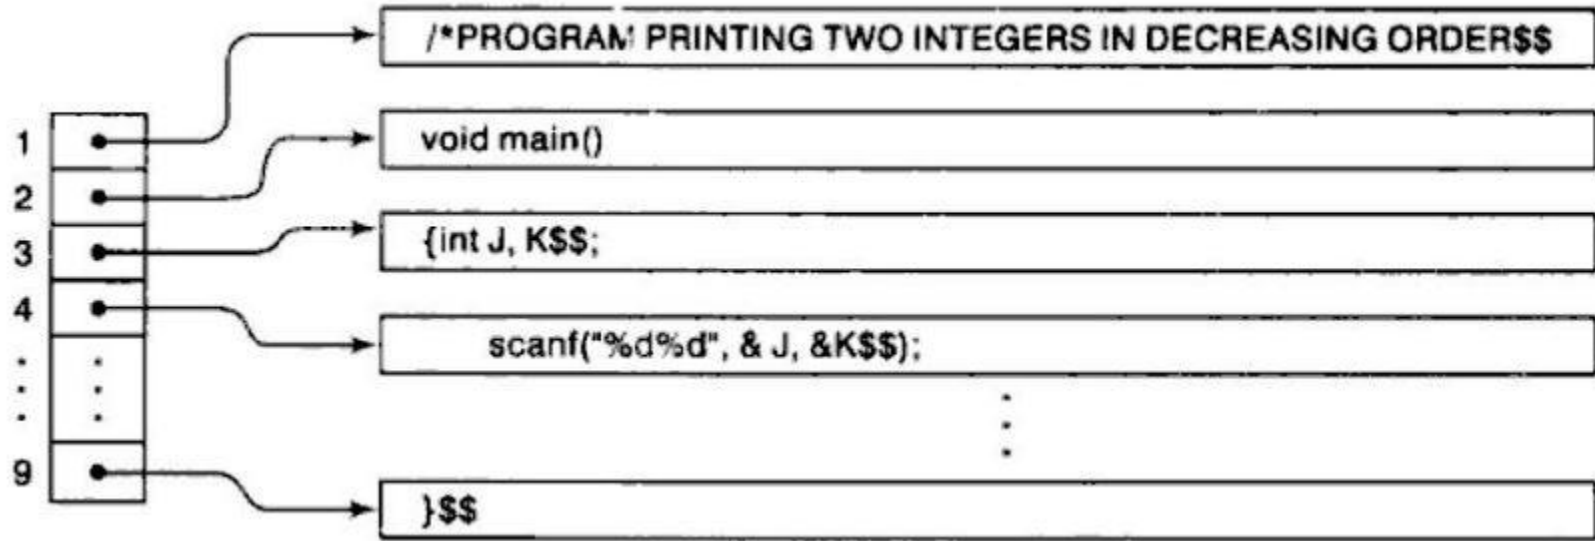 /*PROGRAM PRINTING TWO INTEGERS IN DECREASING ORDER$$
1
void main()
2
{int J, K$$;
3
4
scanf("%d%d", & J, &K$$);
9
}$$